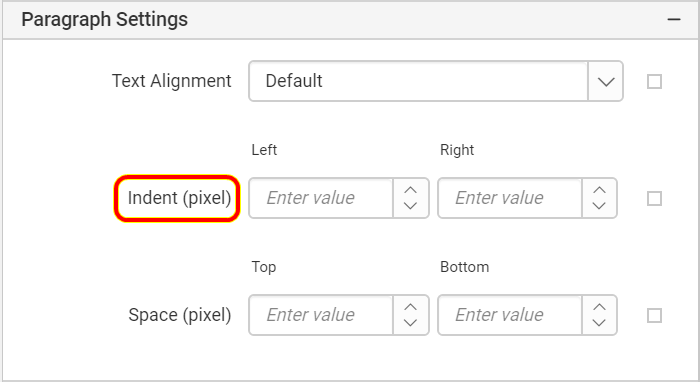 Paragraph Settings
Text Alignment Default
Left Right
Indent (pixel) Enter value Enter value
Top Bottom
Space (pixel) Enter value Enter value